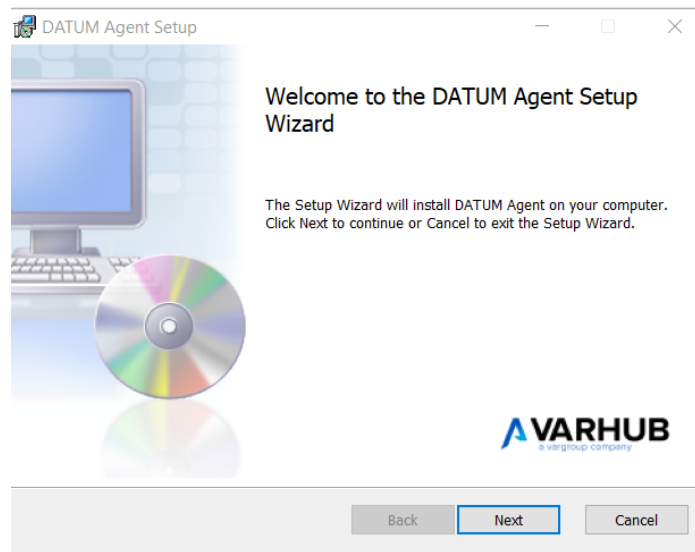 DATUM Agent Setup
Welcome to the DATUM Agent Setup
Wizard
The Setup Wizard will install DATUM Agent on your computer.
Click Next to continue or Cancel to exit the Setup Wizard.
VARHUB
a vargroup company
Back
Next
Cancel